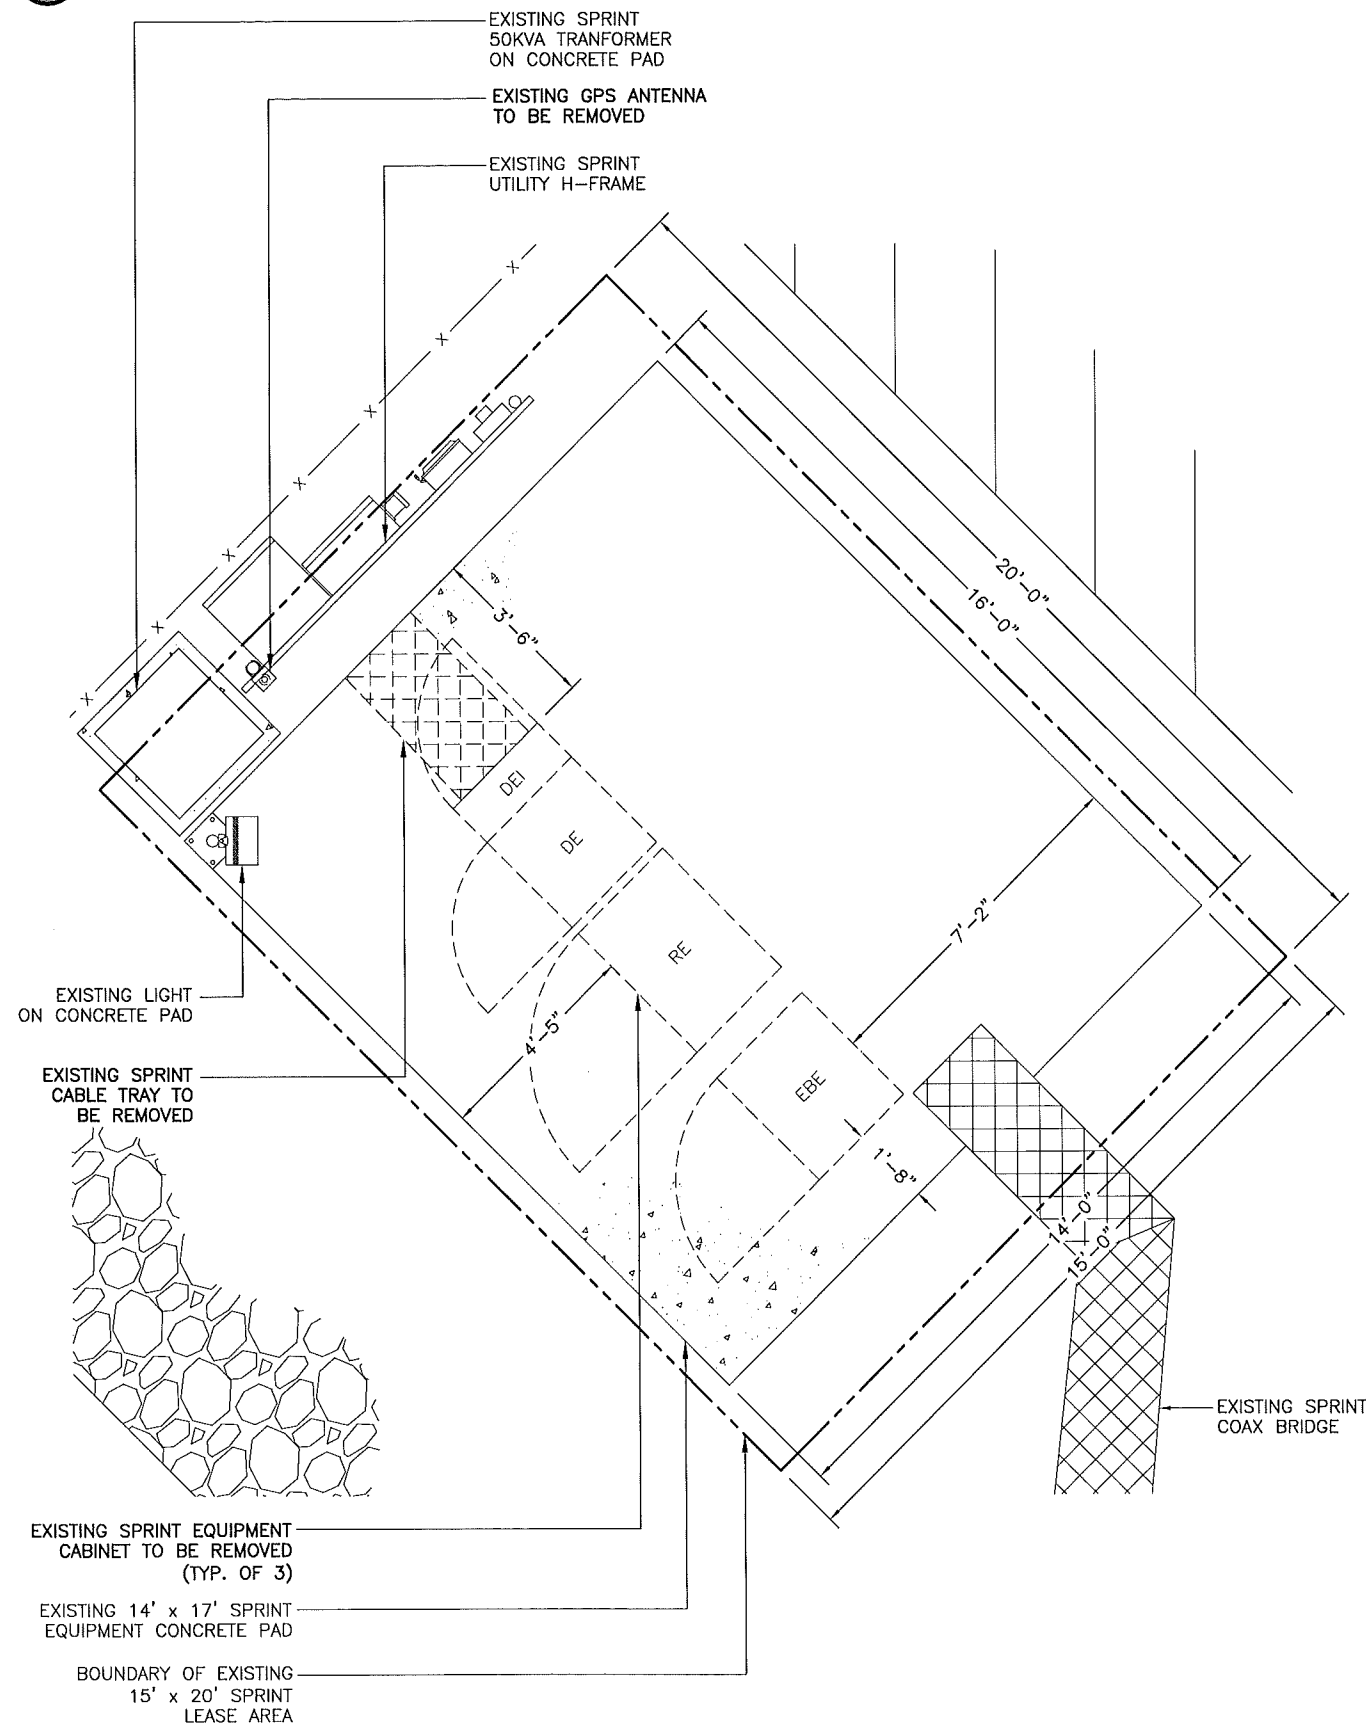 EXISTING SPRINT
50KVA TRANFORMER
ON CONCRETE PAD
EXISTING GPS ANTENNA
TO BE REMOVED
EXISTING SPRINT
UTILITY H-FRAME
20'-0"
16'-0"
3'-6"
DEI
DE
RE
EBE
7'-2"
4'-5"
1'-8"
14'-0"
15'-0"
EXISTING LIGHT
ON CONCRETE PAD
EXISTING SPRINT
CABLE TRAY TO
BE REMOVED
EXISTING SPRINT
COAX BRIDGE
EXISTING SPRINT EQUIPMENT
CABINET TO BE REMOVED
(TYP. OF 3)
EXISTING 14' x 17' SPRINT
EQUIPMENT CONCRETE PAD
BOUNDARY OF EXISTING
15' x 20' SPRINT
LEASE AREA